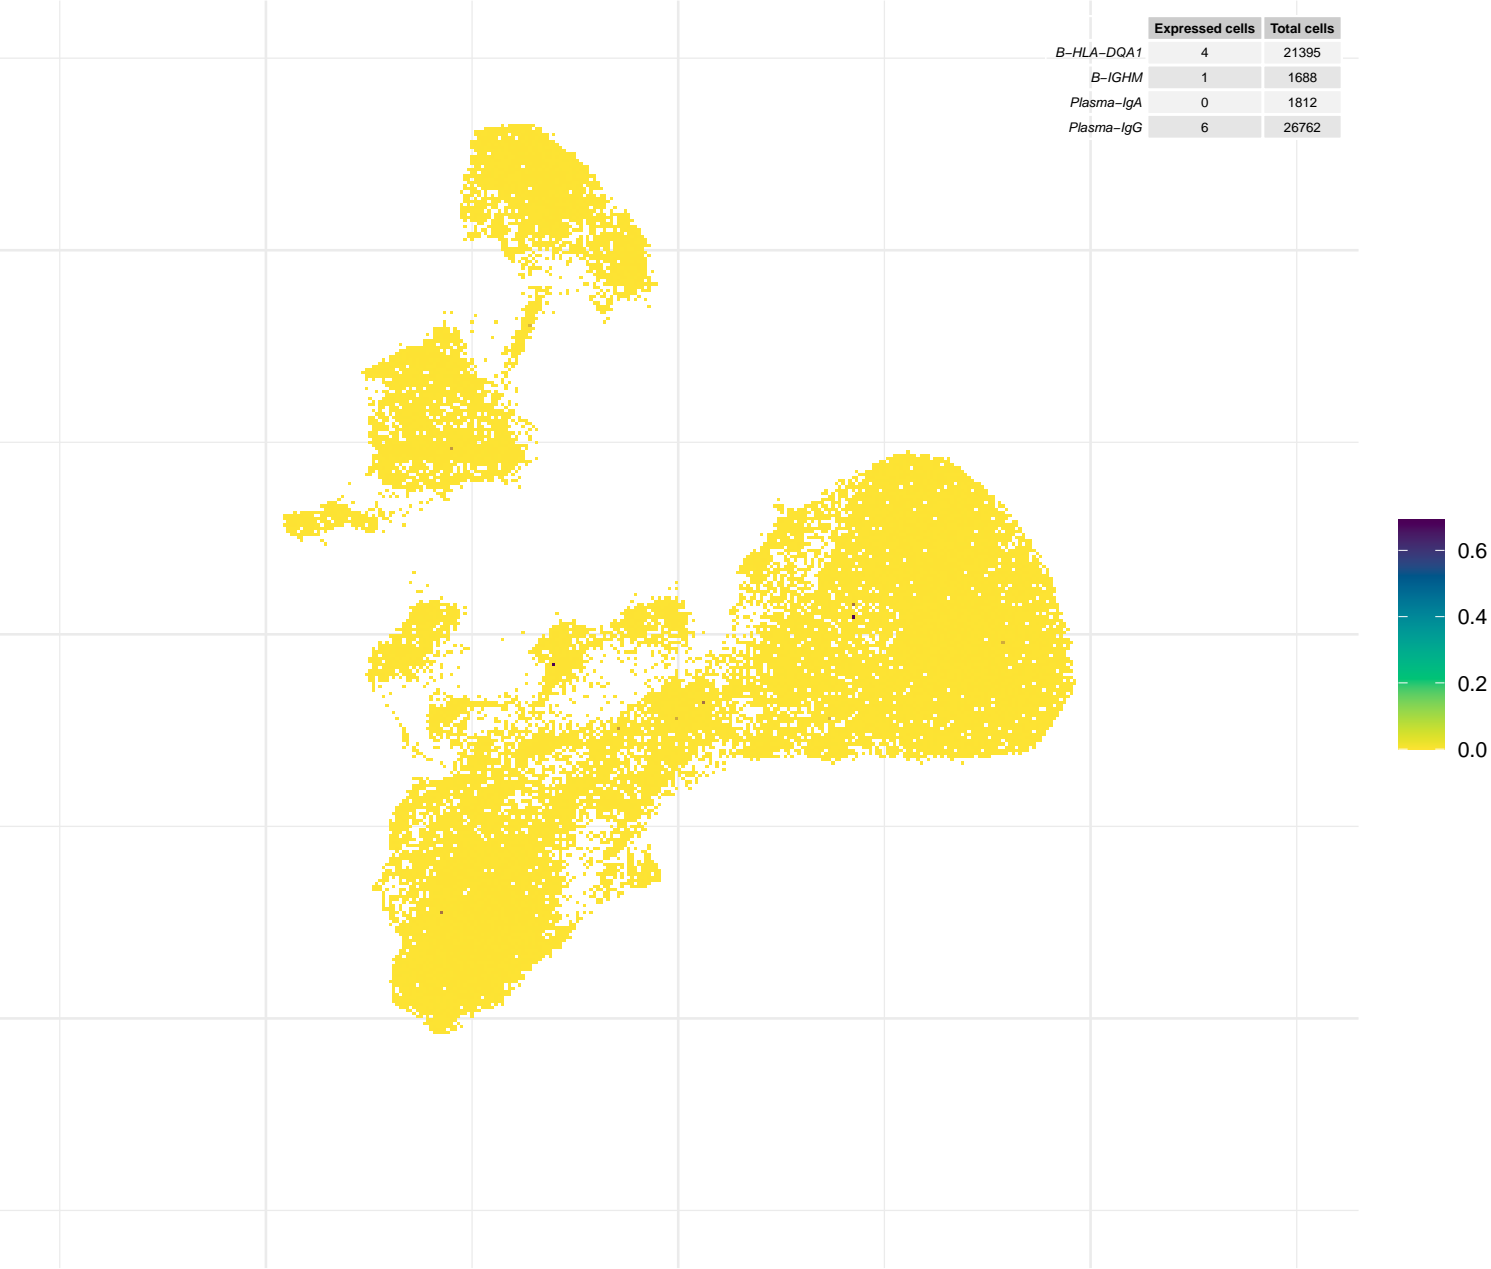 Expressed cells Total cells
B−HLA−DQA1 4 21395
B−IGHM 1 1688
Plasma−IgA 0 1812
Plasma−IgG 6 26762
0.6
0.4
0.2
0.0